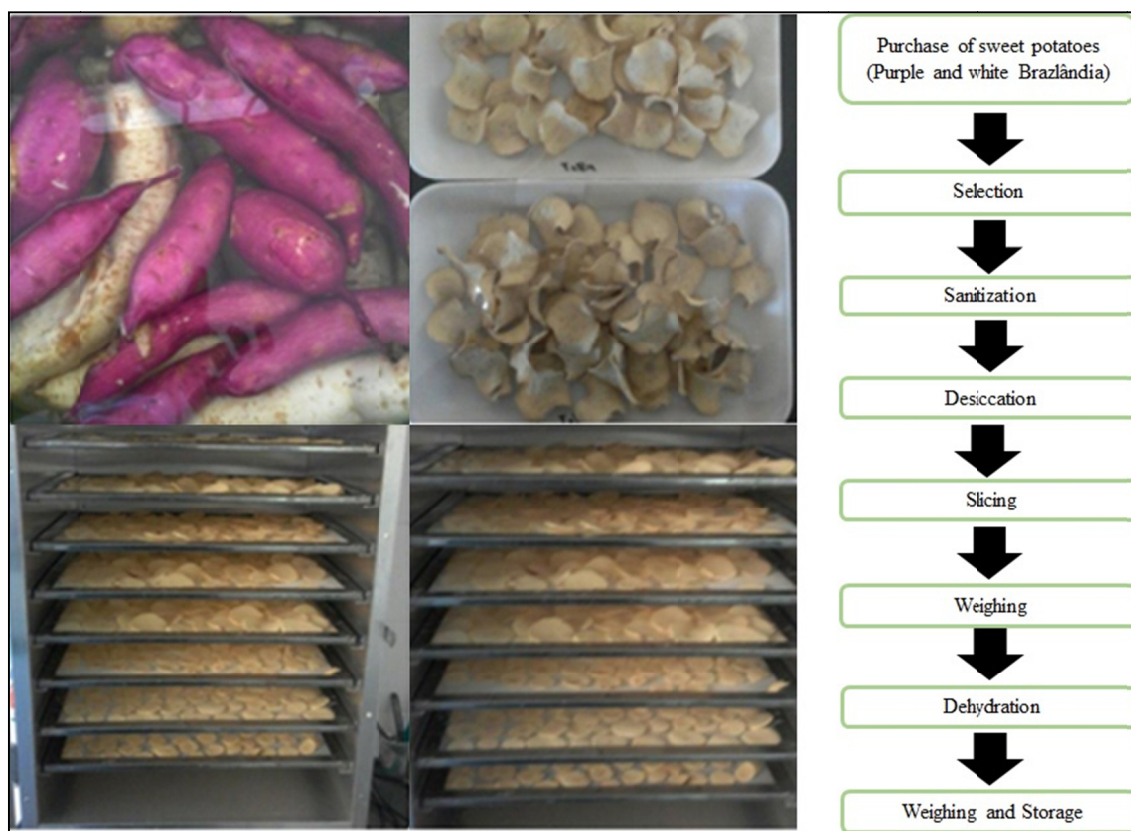 Purchase of sweet potatoes
(Purple and white Brazlândia)
Selection
Sanitization
Desiccation
Slicing
Weighing
Dehydration
Weighing and Storage